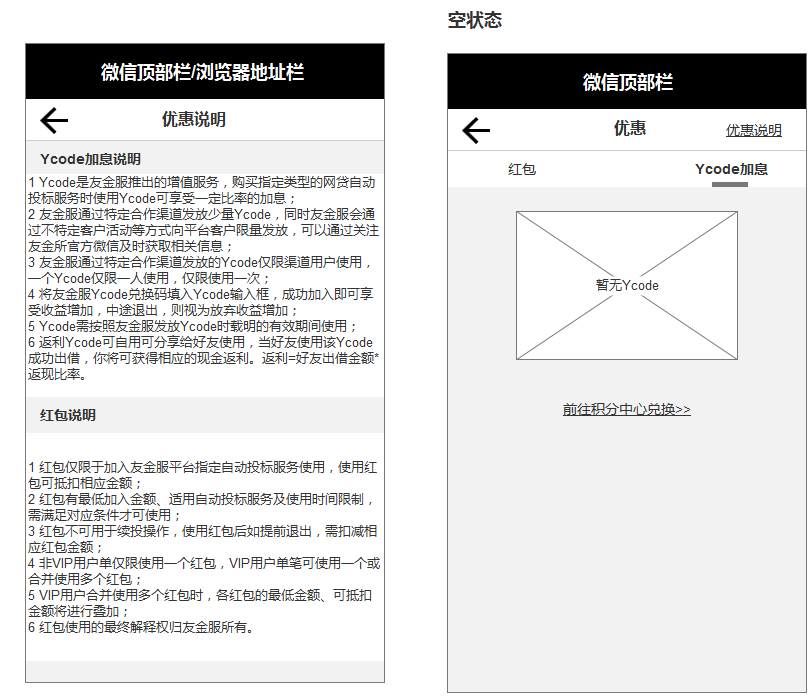 空状态
微信顶部栏/浏览器地址栏
优惠说明
Ycode加息说明
1 Ycode是友金服推出的增值服务，购买指定类型的网贷自动
投标服务时使用Ycode可享受一定比率的加息；
2 友金服通过特定合作渠道发放少量Ycode，同时友金服会通
过不特定客户活动等方式向平台客户限量发放，可以通过关注
友金所官方微信及时获取相关信息；
3 友金服通过特定合作渠道发放的Ycode仅限渠道用户使用，
一个Ycode仅限一人使用，仅限使用一次；
4 将友金服Ycode兑换码填入Ycode输入框，成功加入即可享
受收益增加，中途退出，则视为放弃收益增加；
5 Ycode需按照友金服发放Ycode时载明的有效期间使用；
6 返利Ycode可自用可分享给好友使用，当好友使用该Ycode
成功出借，你将可获得相应的现金返利。返利=好友出借金额*
返现比率。
红包说明
1 红包仅限于加入友金服平台指定自动投标服务使用，使用红
包可抵扣相应金额；
2 红包有最低加入金额、适用自动投标服务及使用时间限制，
需满足对应条件才可使用；
3 红包不可用于续投操作，使用红包后如提前退出，需扣减相
应红包金额；
4 非VIP用户单仅限使用一个红包，VIP用户单笔可使用一个或
合并使用多个红包；
5 VIP用户合并使用多个红包时，各红包的最低金额、可抵扣
金额将进行叠加；
6 红包使用的最终解释权归友金服所有。
微信顶部栏
优惠
优惠说明
红包
Ycode加息
暂无Ycode
前往积分中心兑换>>